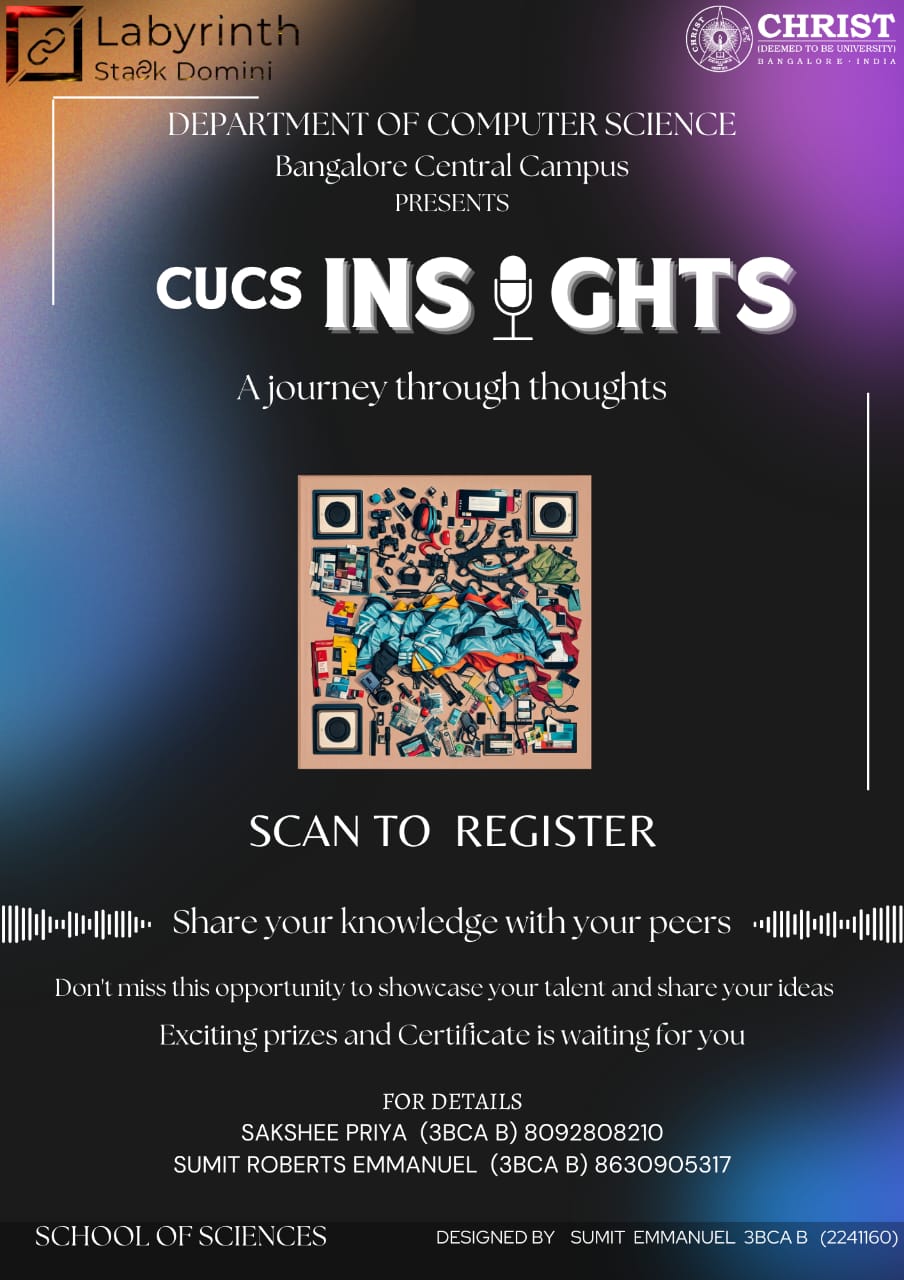 Labyrinth
Stack Domini
CHRIST
(DEEMED TO BE UNIVERSITY)
BANGALORE · INDIA
DEPARTMENT OF COMPUTER SCIENCE
Bangalore Central Campus
PRESENTS
CUCS INSIGHTS
A journey through thoughts
SCAN TO REGISTER
Share your knowledge with your peers
Don't miss this opportunity to showcase your talent and share your ideas
Exciting prizes and Certificate is waiting for you
FOR DETAILS
SAKSHEE PRIYA (3BCA B) 8092808210
SUMIT ROBERTS EMMANUEL (3BCA B) 8630905317
SCHOOL OF SCIENCES
DESIGNED BY SUMIT EMMANUEL 3BCA B (2241160)